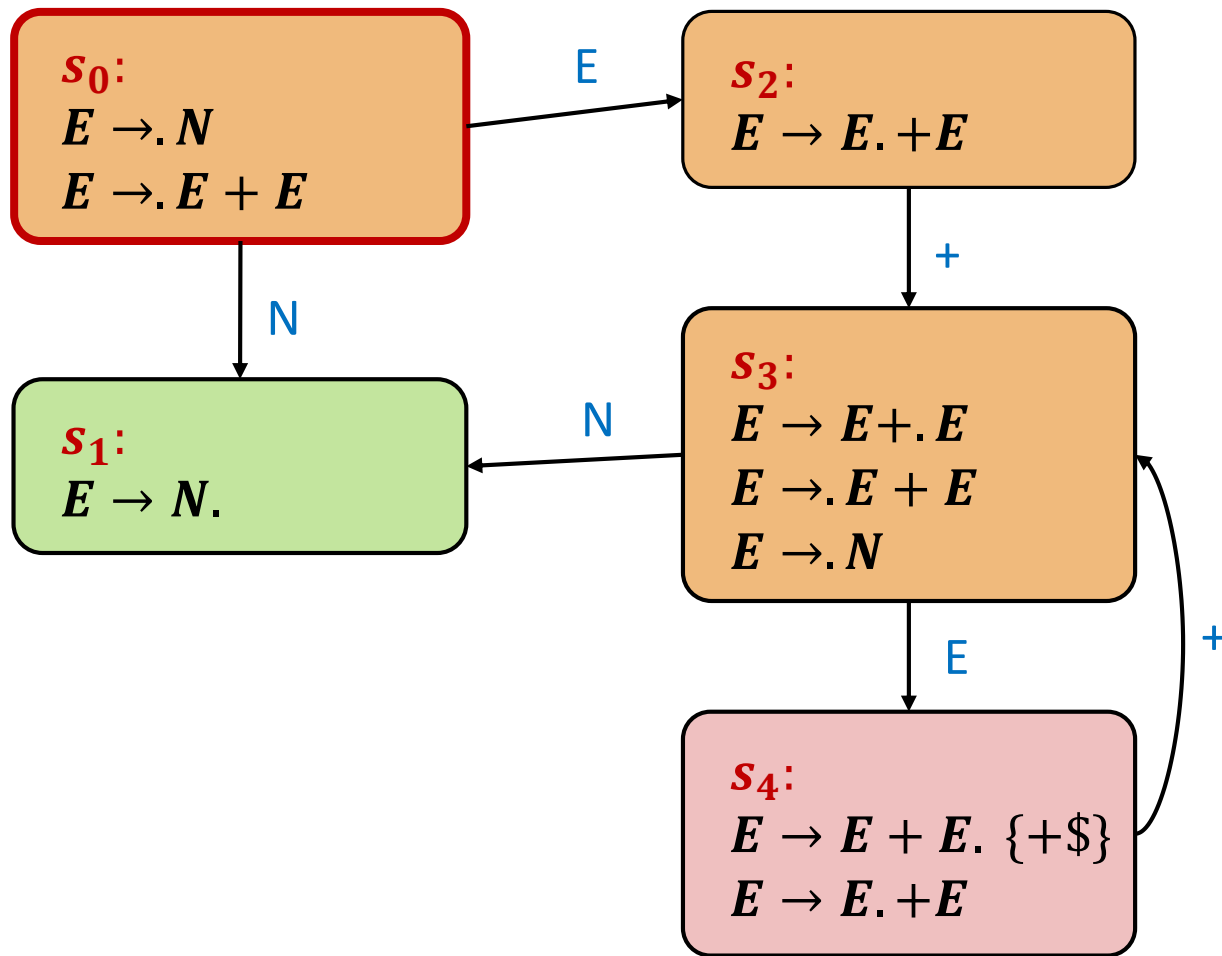 s₀:
E →. N
E →. E + E
E
s₂:
E → E. +E
+
N
s₁:
E → N.
N
s₃:
E → E+. E
E →. E + E
E →. N
E
+
s₄:
E → E + E. {+$}
E → E. +E